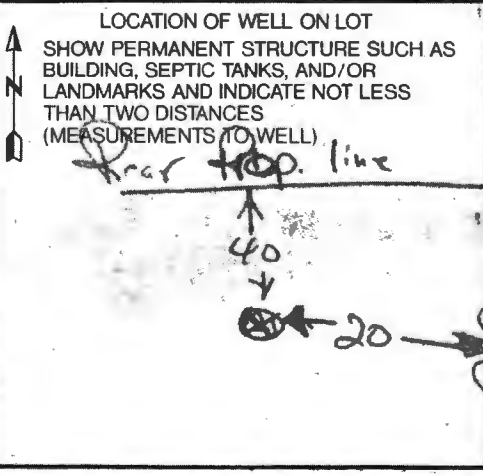 LOCATION OF WELL ON LOT
SHOW PERMANENT STRUCTURE SUCH AS
BUILDING, SEPTIC TANKS, AND/OR
LANDMARKS AND INDICATE NOT LESS
THAN TWO DISTANCES
(MEASUREMENTS TO WELL)
N
Rear Prop. line
40
20